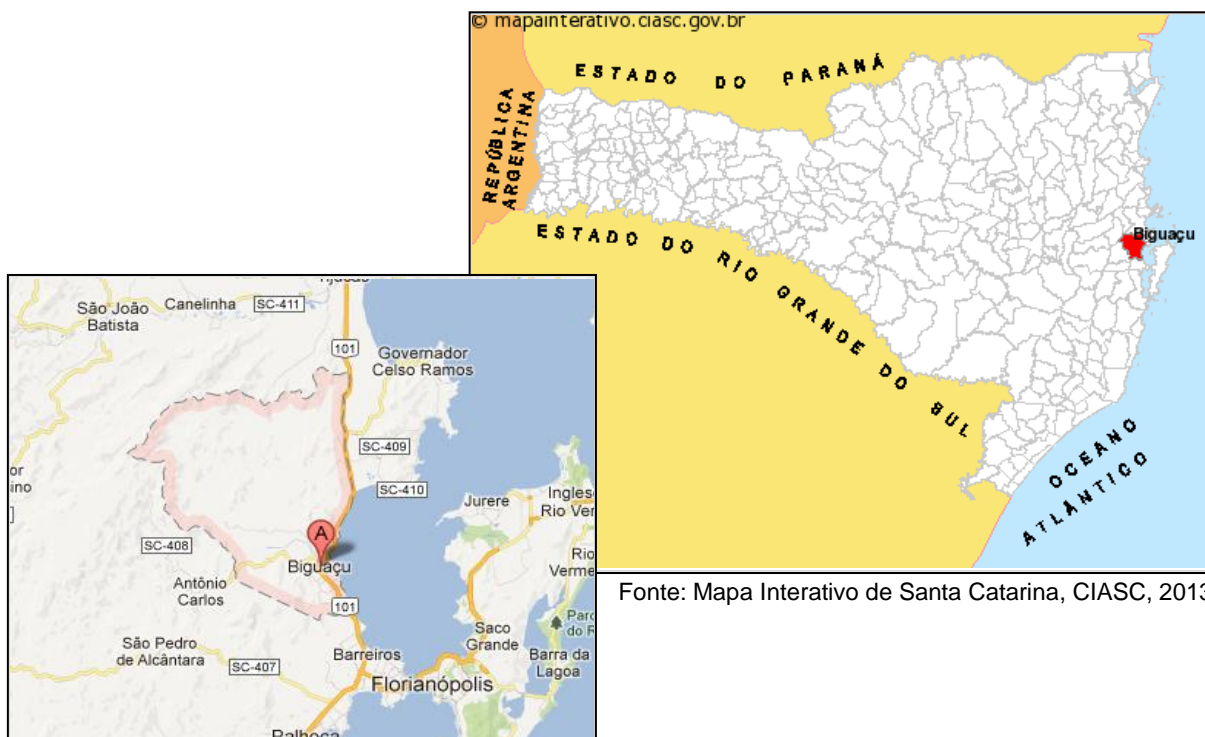 © mapainterativo.ciasc.gov.br
ESTADO DO PARANÁ
REPÚBLICA
ARGENTINA
ESTADO DO RIO GRANDE DO SUL
Biguaçu
OCEANO
ATLÂNTICO
Fonte: Mapa Interativo de Santa Catarina, CIASC, 2013
São João
Batista
Canelinha
SC-411
101
Governador
Celso Ramos
SC-409
SC-410
Jurere
A
SC-408
Biguaçu
Antônio
Carlos
101
São Pedro
de Alcântara
SC-407
Barreiros
Saco
Grande
Barra da
Lagoa
Florianópolis